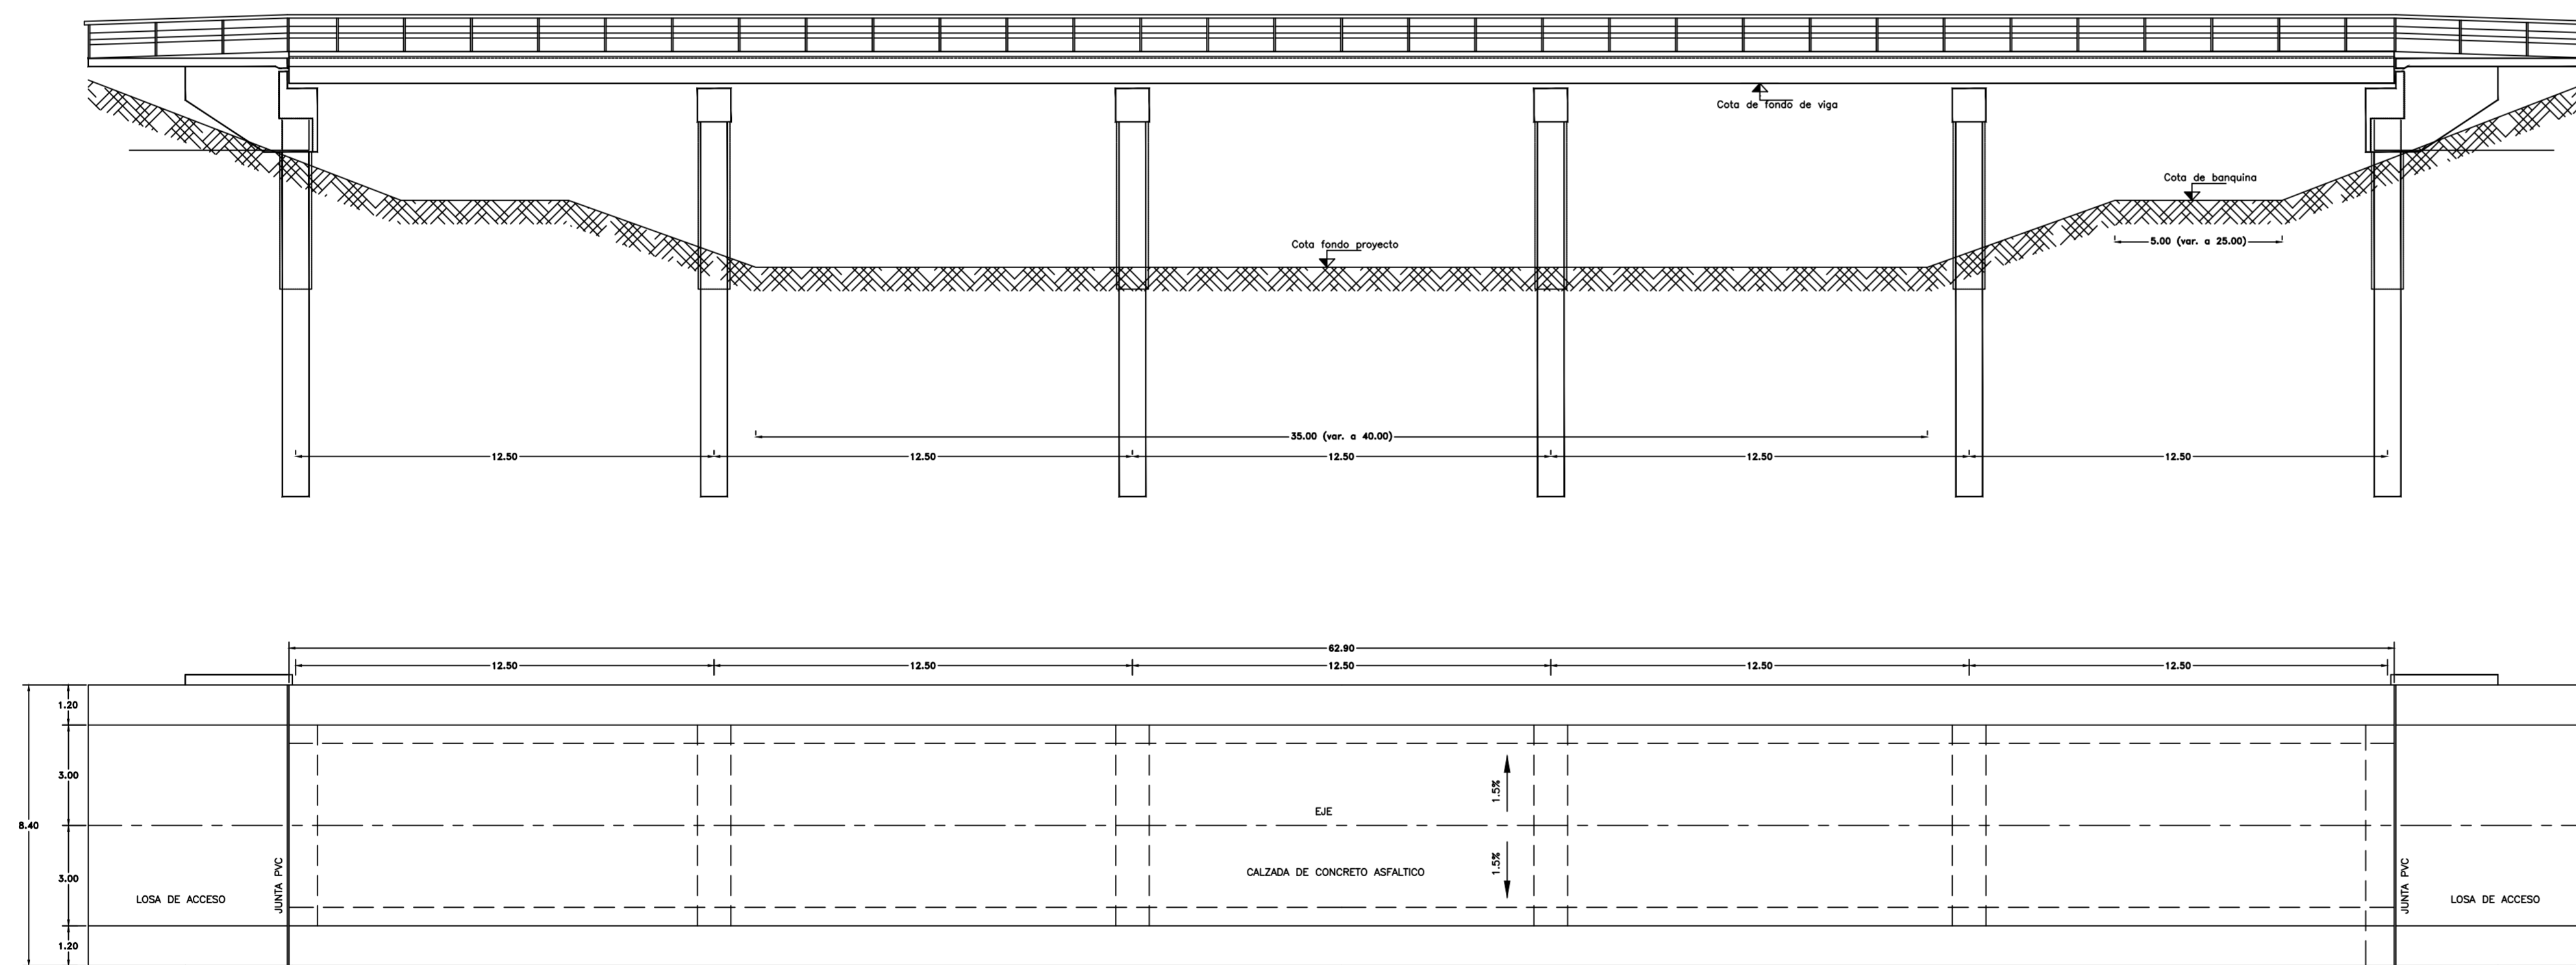 Cota de fondo de viga
Cota de banquina
5.00 (var. a 25.00)
Cota fondo proyecto
35.00 (var. a 40.00)
12.50
12.50
12.50
12.50
12.50
62.90
12.50
12.50
12.50
12.50
12.50
1.20
3.00
8.40
3.00
1.20
1.5%
EJE
1.5%
CALZADA DE CONCRETO ASFALTICO
JUNTA PVC
LOSA DE ACCESO
JUNTA PVC
LOSA DE ACCESO